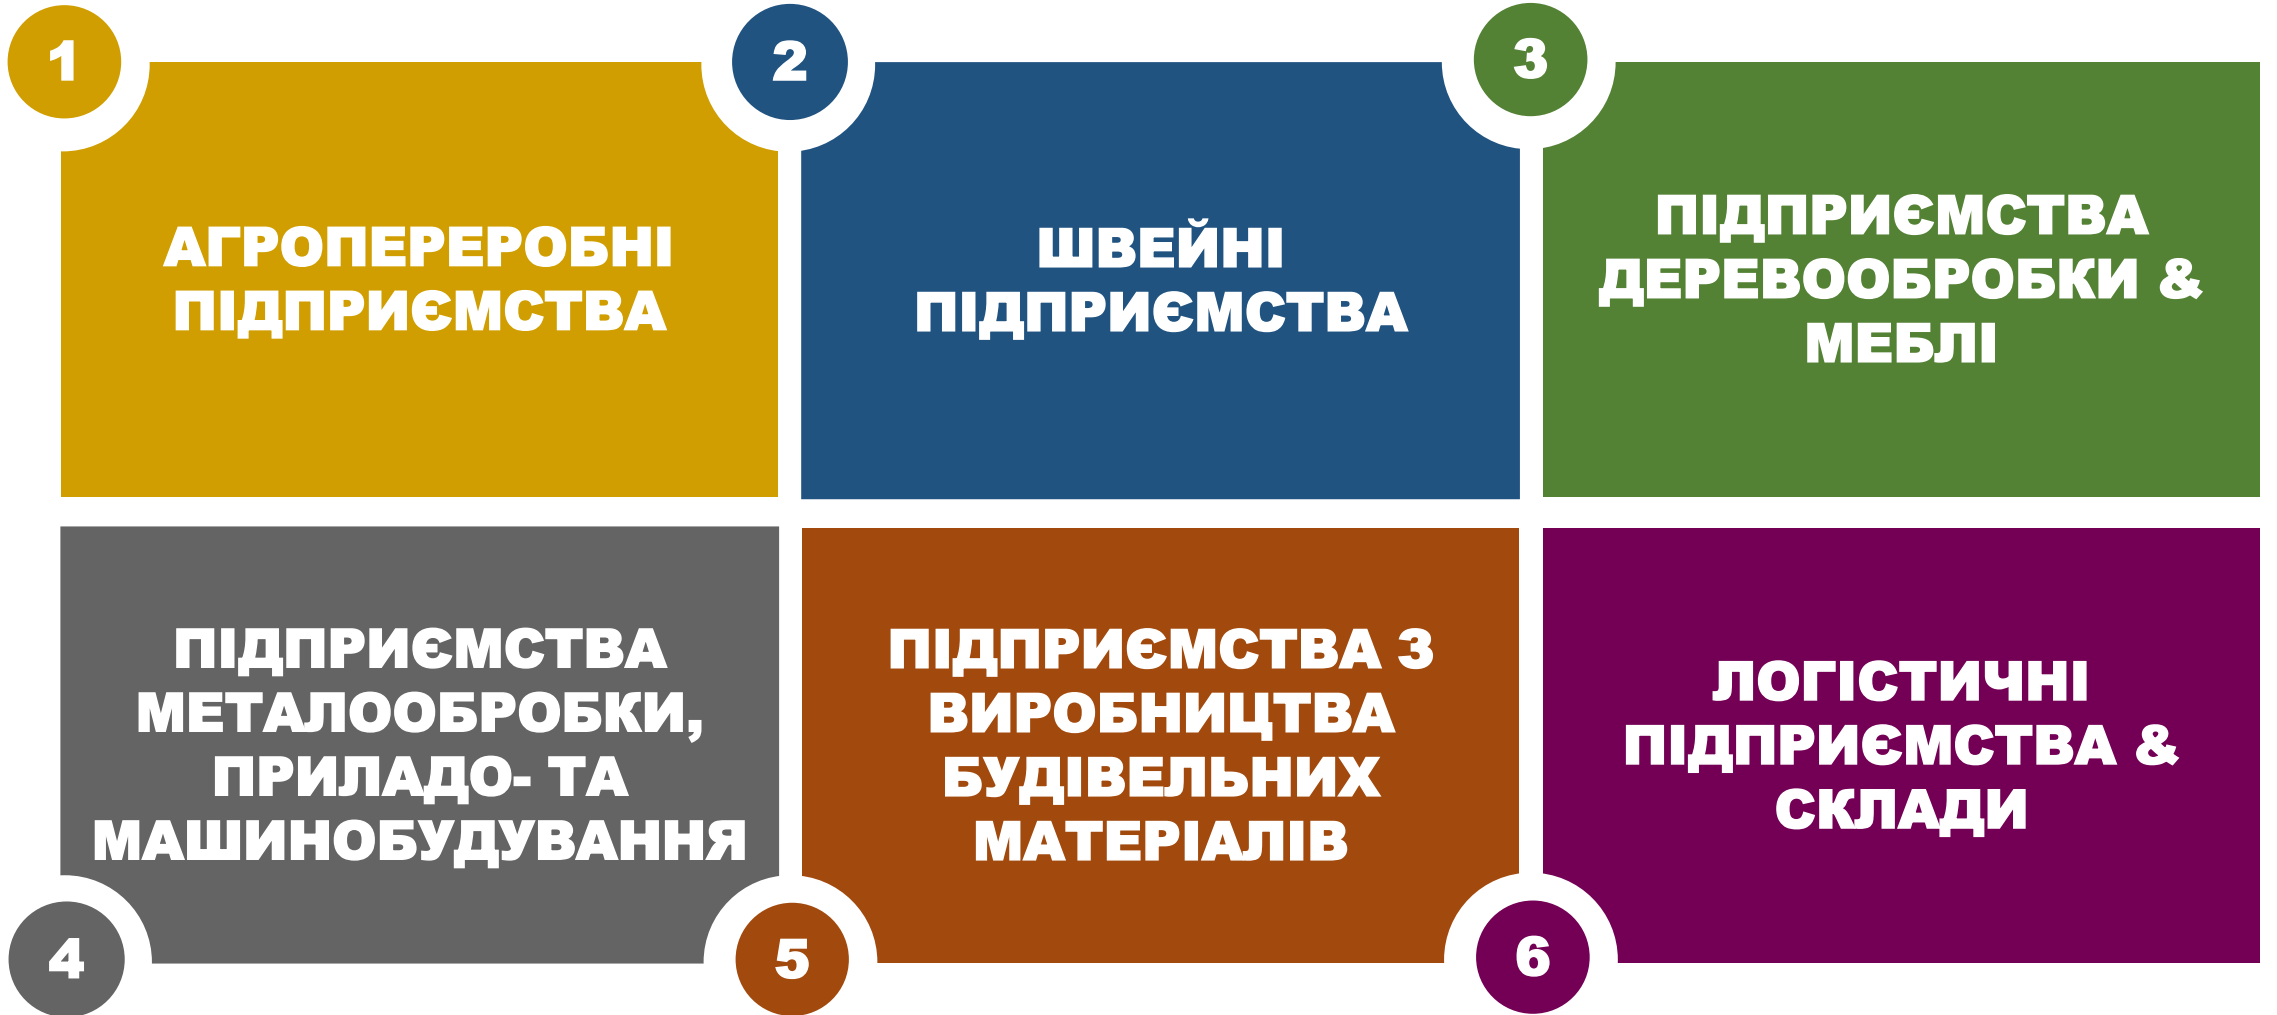 1
АГРОПЕРЕРОБНІ
ПІДПРИЄМСТВА
2
ШВЕЙНІ
ПІДПРИЄМСТВА
3
ПІДПРИЄМСТВА
ДЕРЕВООБРОБКИ &
МЕБЛІ
ПІДПРИЄМСТВА
МЕТАЛООБРОБКИ,
ПРИЛАДО- ТА
МАШИНОБУДУВАННЯ
4
ПІДПРИЄМСТВА З
ВИРОБНИЦТВА
БУДІВЕЛЬНИХ
МАТЕРІАЛІВ
5
ЛОГІСТИЧНІ
ПІДПРИЄМСТВА &
СКЛАДИ
6